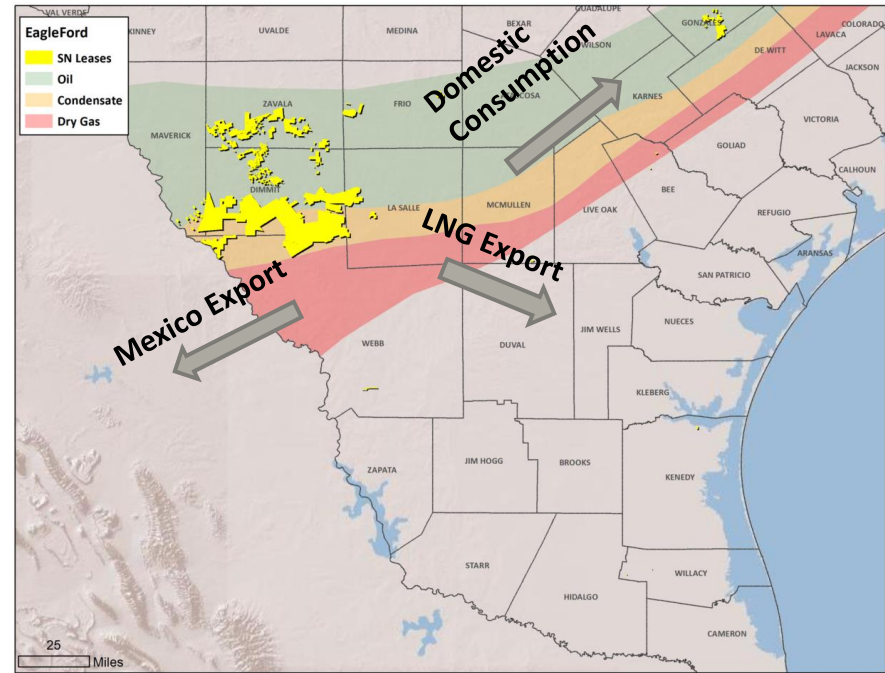 VAL VERDE
KINNEY
UVALDE
MEDINA
BEXAR
GUADALUPE
WILSON
GONZALES
COLORADO
LAVACA
DE WITT
JACKSON
EagleFord
SN Leases
Oil
Condensate
Dry Gas
Domestic
Consumption
MAVERICK
ZAVALA
FRIO
KARNES
VICTORIA
GOLIAD
CALHOUN
DIMMIT
LA SALLE
MCMULLEN
LIVE OAK
BEE
REFUGIO
ARANSAS
LNG Export
SAN PATRICIO
Mexico Export
WEBB
DUVAL
JIM WELLS
NUECES
KLEBERG
ZAPATA
JIM HOGG
BROOKS
KENEDY
STARR
HIDALGO
WILLACY
CAMERON
25
Miles